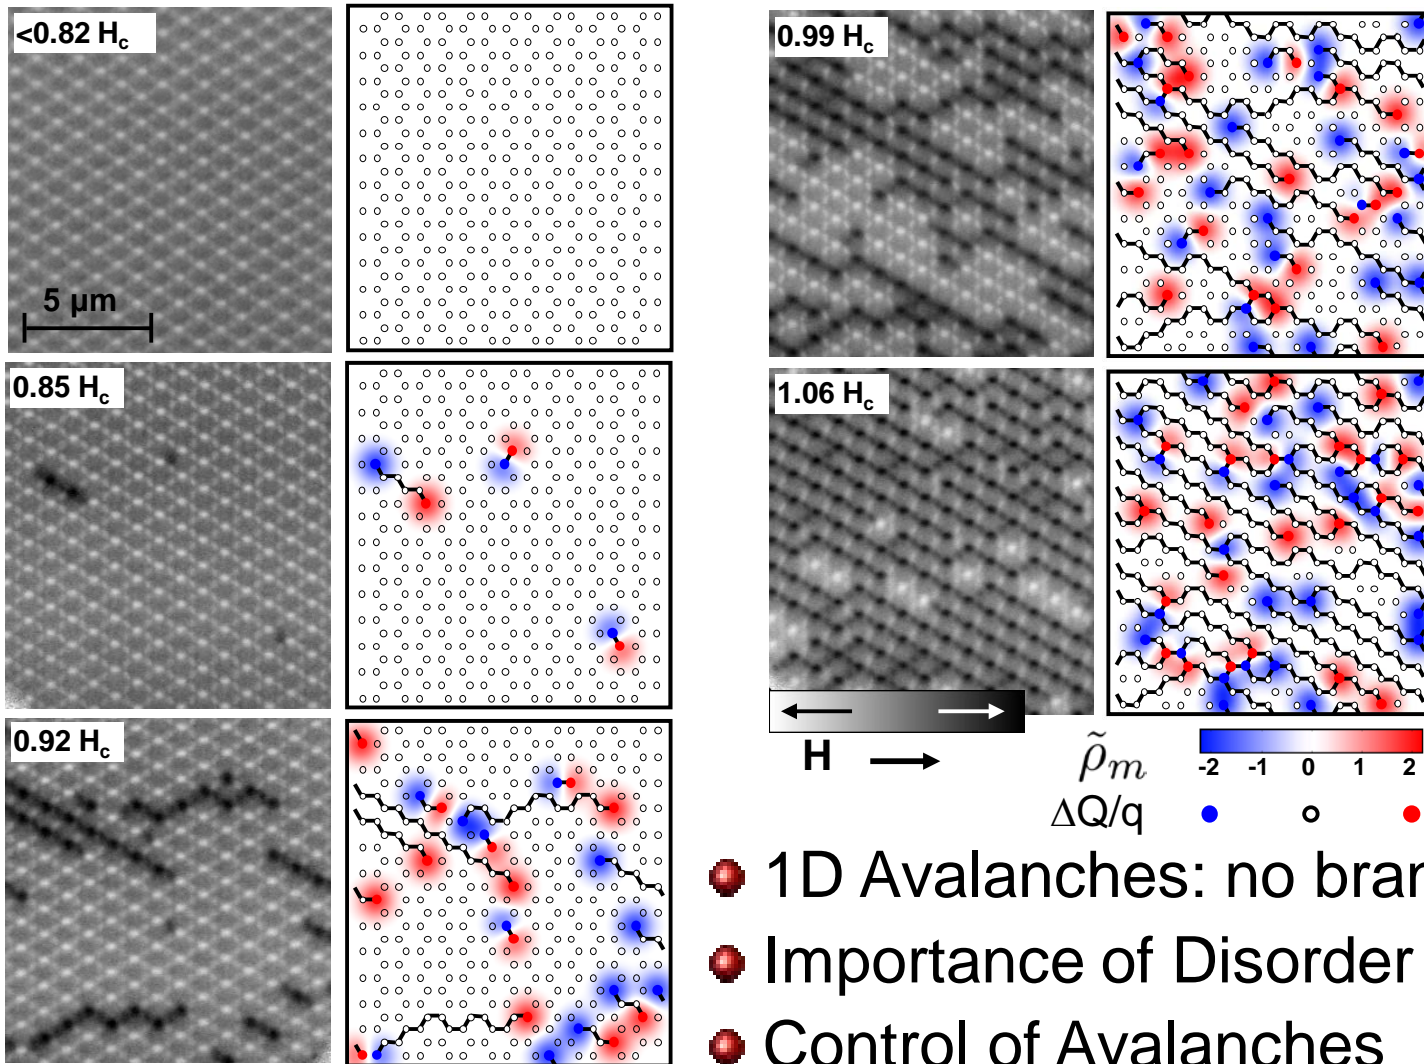 <0.82 Hc
5 µm
0.85 Hc
0.92 Hc
0.99 Hc
1.06 Hc
H
ρ̃m
-2 -1 0 1 2
ΔQ/q
1D Avalanches: no
Importance of Disorder
Control of Avalanches